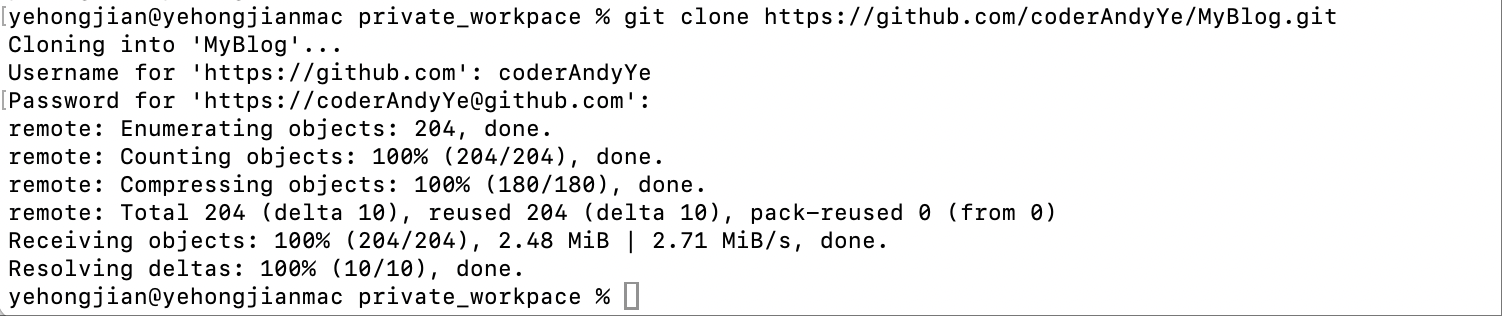 [yehongjian@yehongjianmac private_workpace % git clone https://github.com/coderAndyYe/MyBlog.git
Cloning into 'MyBlog'...
Username for 'https://github.com': coderAndyYe
[Password for 'https://coderAndyYe@github.com':
remote: Enumerating objects: 204, done.
remote: Counting objects: 100% (204/204), done.
remote: Compressing objects: 100% (180/180), done.
remote: Total 204 (delta 10), reused 204 (delta 10), pack-reused 0 (from 0)
Receiving objects: 100% (204/204), 2.48 MiB | 2.71 MiB/s, done.
Resolving deltas: 100% (10/10), done.
yehongjian@yehongjianmac private_workpace %